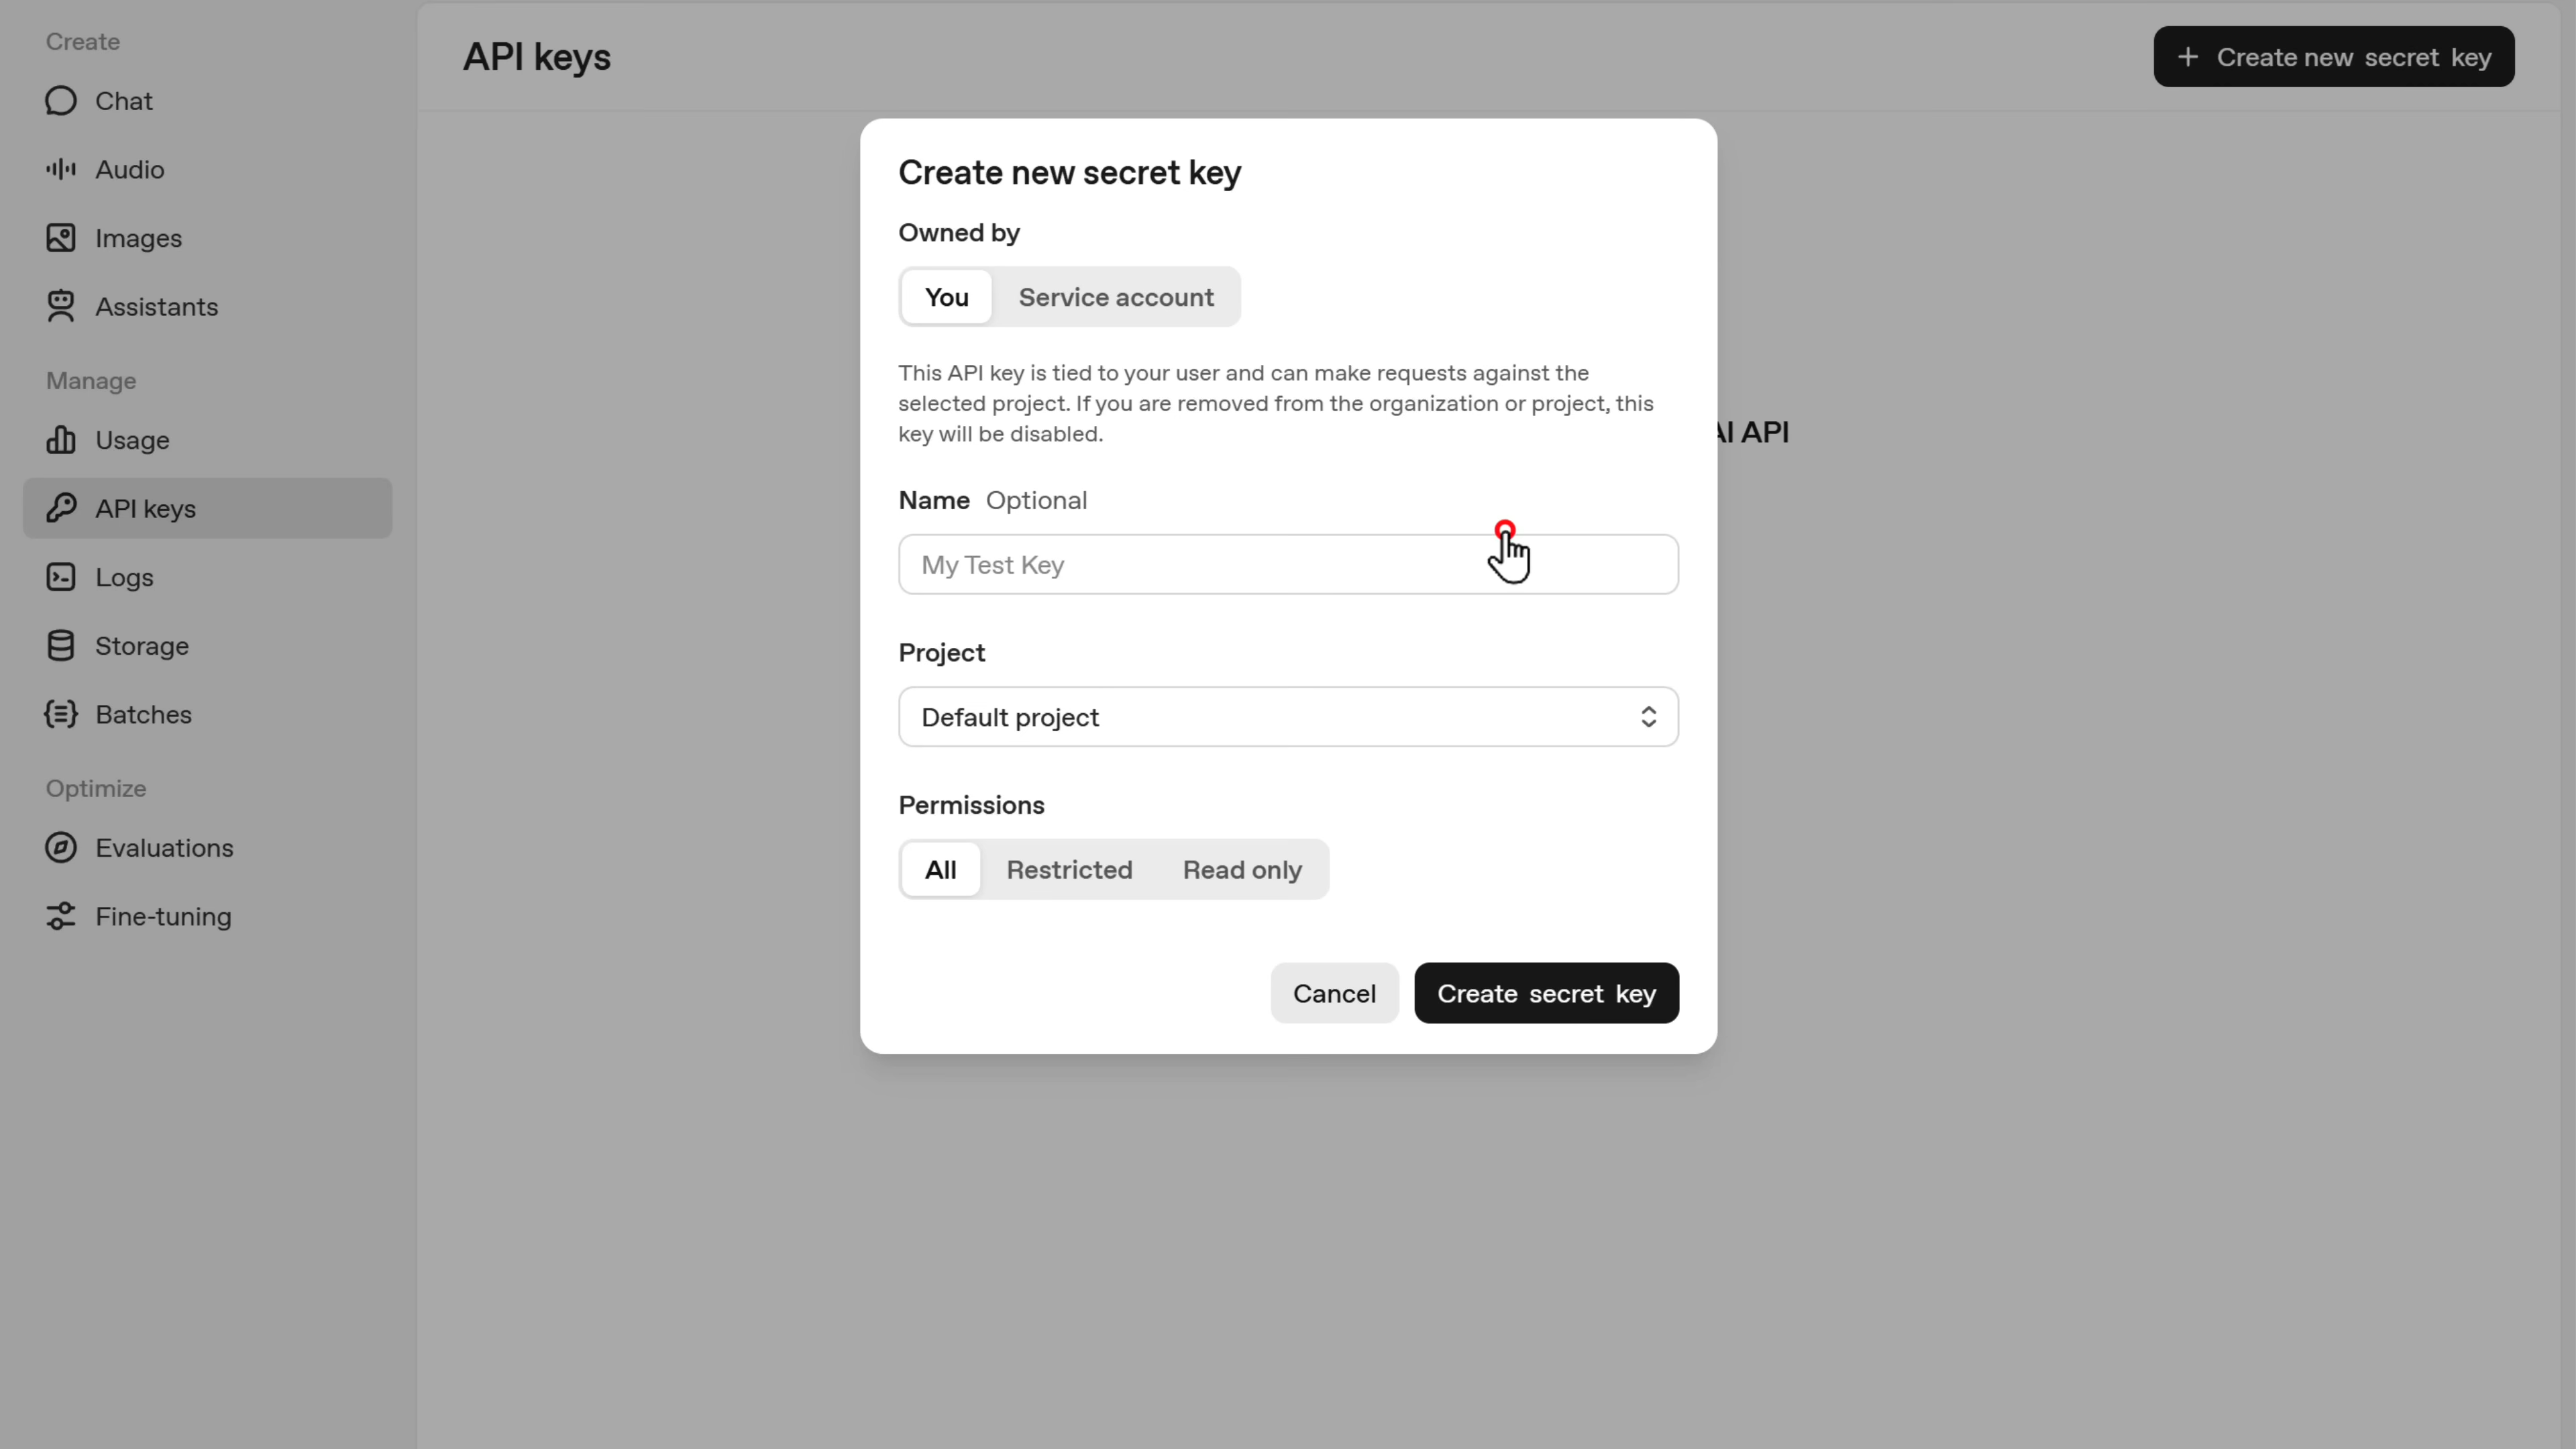 Create
Chat
Audio
Images
Assistants
Manage
Usage
API keys
Logs
Storage
Batches
Optimize
Evaluations
Fine-tuning
API keys
+ Create new secret key
AI API
Create new secret key
Owned by
You Service account
This API key is tied to your user and can make requests against the
selected project. If you are removed from the organization or project, this
key will be disabled.
Name Optional
My Test Key
Project
Default project
Permissions
All Restricted Read only
Cancel Create secret key